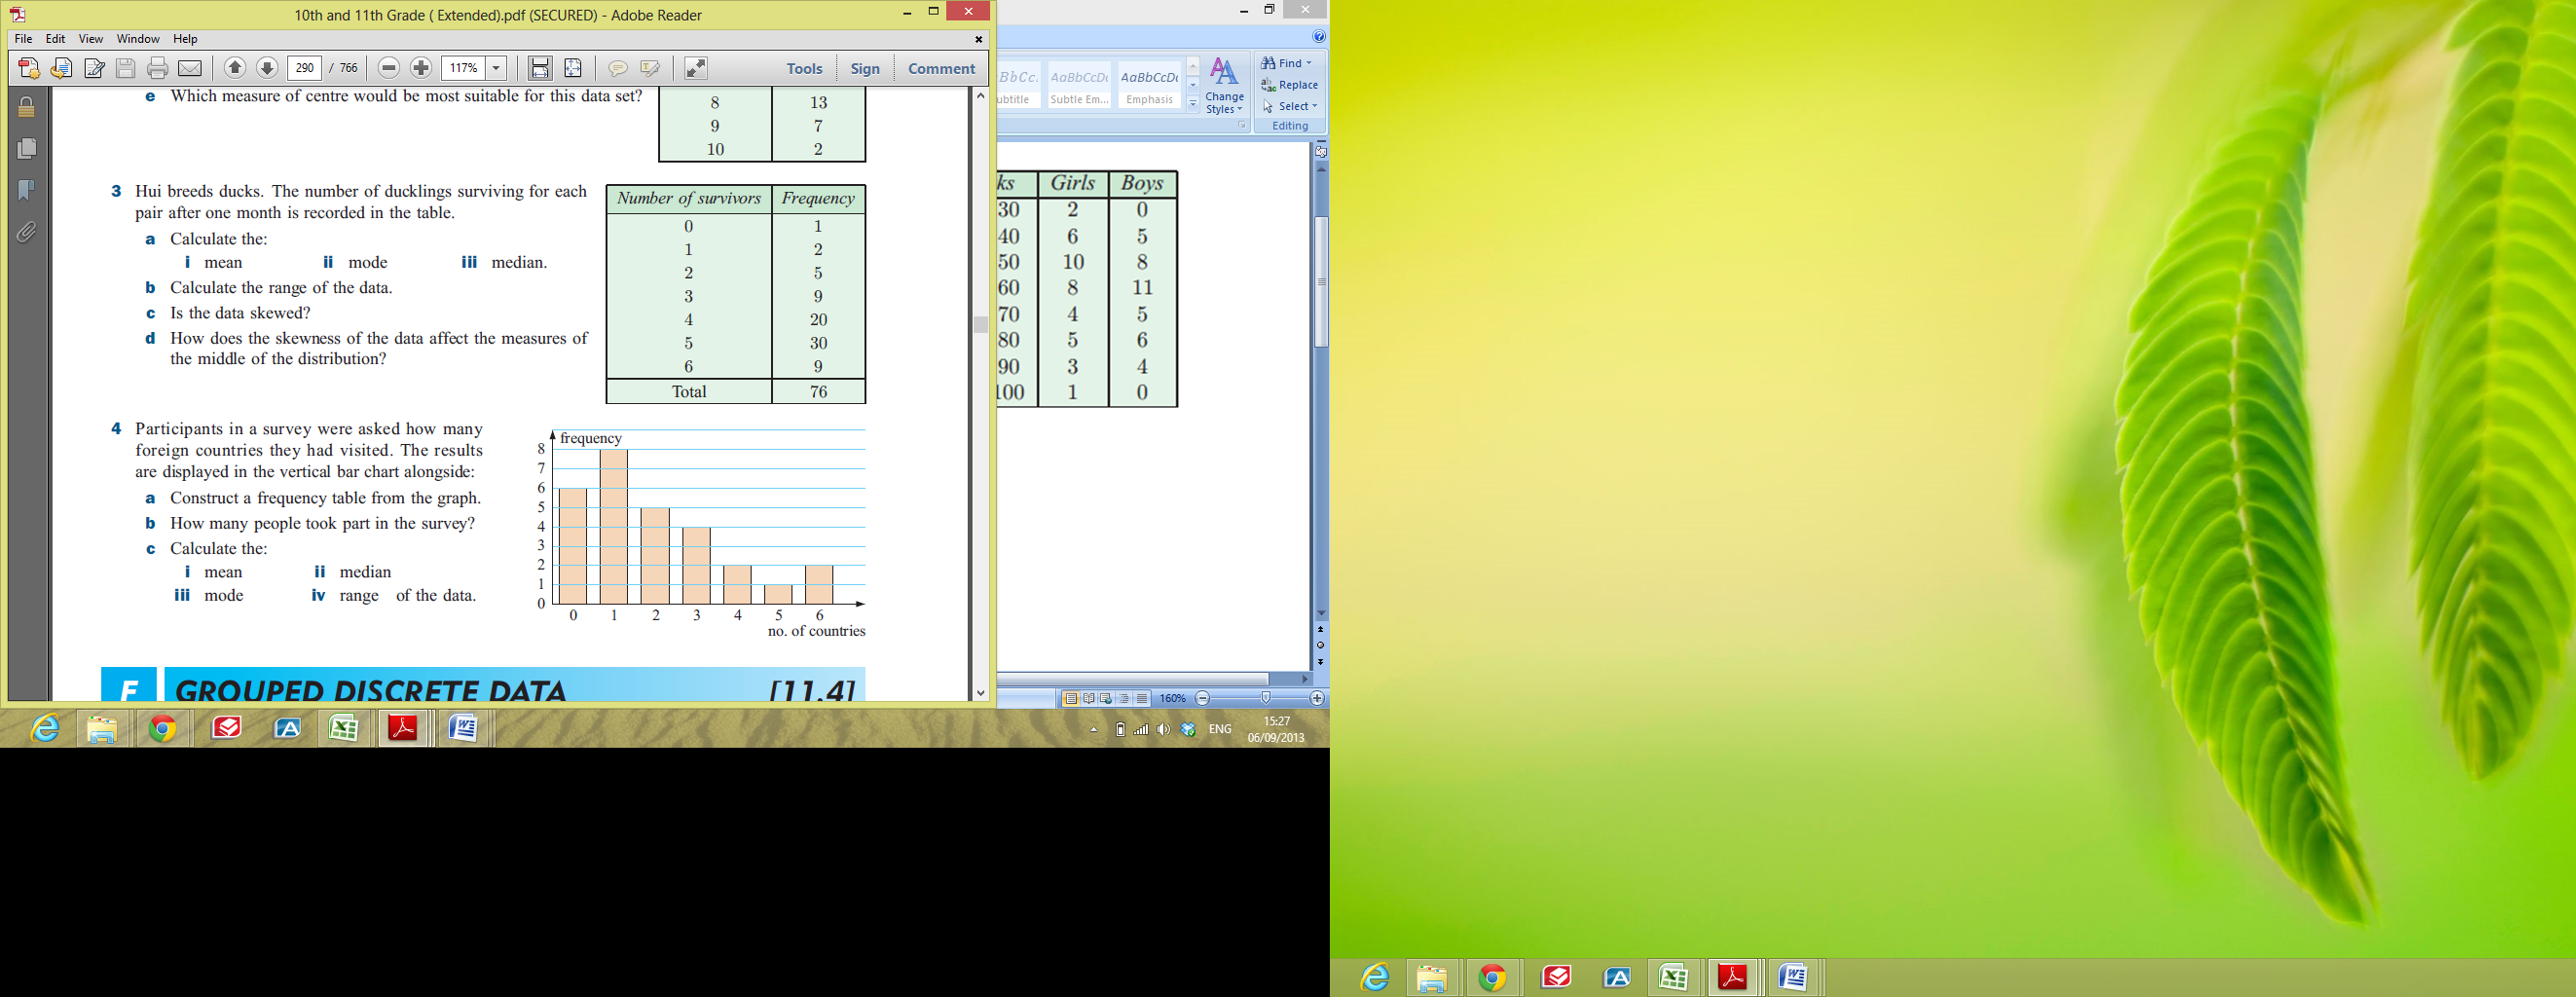 10th and 11th Grade ( Extended).pdf (SECURED) - Adobe Reader
File Edit View Window Help
290 / 766 117% Tools Sign Comment
e Which measure of centre would be most suitable for this data set?
8 13
9 7
10 2
3 Hui breeds ducks. The number of ducklings surviving for each
pair after one month is recorded in the table.
a Calculate the:
i mean ii mode iii median.
b Calculate the range of the data.
c Is the data skewed?
d How does the skewness of the data affect the measures of
the middle of the distribution?
Number of survivors Frequency
0 1
1 2
2 5
3 9
4 20
5 30
6 9
Total 76
4 Participants in a survey were asked how many
foreign countries they had visited. The results
are displayed in the vertical bar chart alongside:
a Construct a frequency table from the graph.
b How many people took part in the survey?
c Calculate the:
i mean ii median
iii mode iv range of the data.
frequency
8
7
6
5
4
3
2
1
0
0 1 2 3 4 5 6
no. of countries
F GROUPED DISCRETE DATA [11.4]
BbCc. AaBbCcDc AaBbCcDc
ubtitle Subtle Em... Emphasis
Change
Styles
Find
Replace
Select
Editing
ks Girls Boys
30 2 0
40 6 5
50 10 8
60 8 11
70 4 5
80 5 6
90 3 4
100 1 0
160%
ENG
15:27
06/09/2013